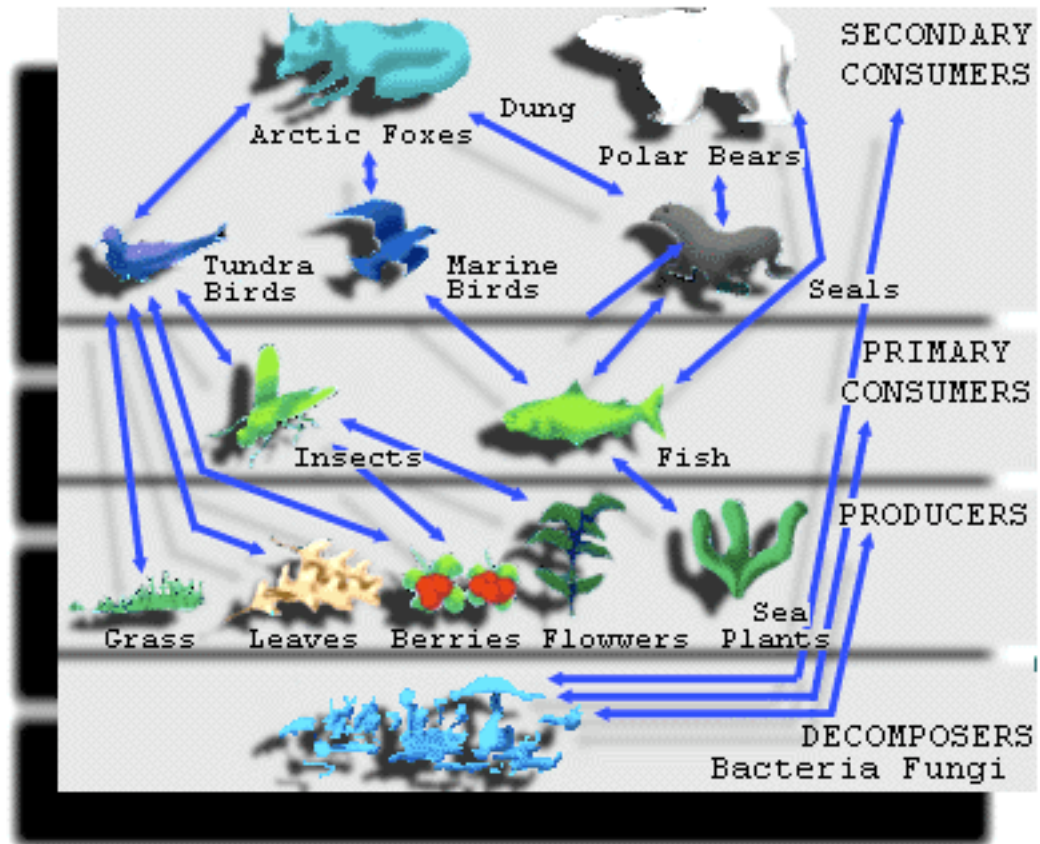 SECONDARY
CONSUMERS
Dung
Arctic Foxes
Polar Bears
Tundra
Birds
Marine
Birds
Seals
PRIMARY
CONSUMERS
Insects
Fish
PRODUCERS
Grass
Leaves
Berries
Flowwers
Sea
Plants
DECOMPOSERS
Bacteria Fungi